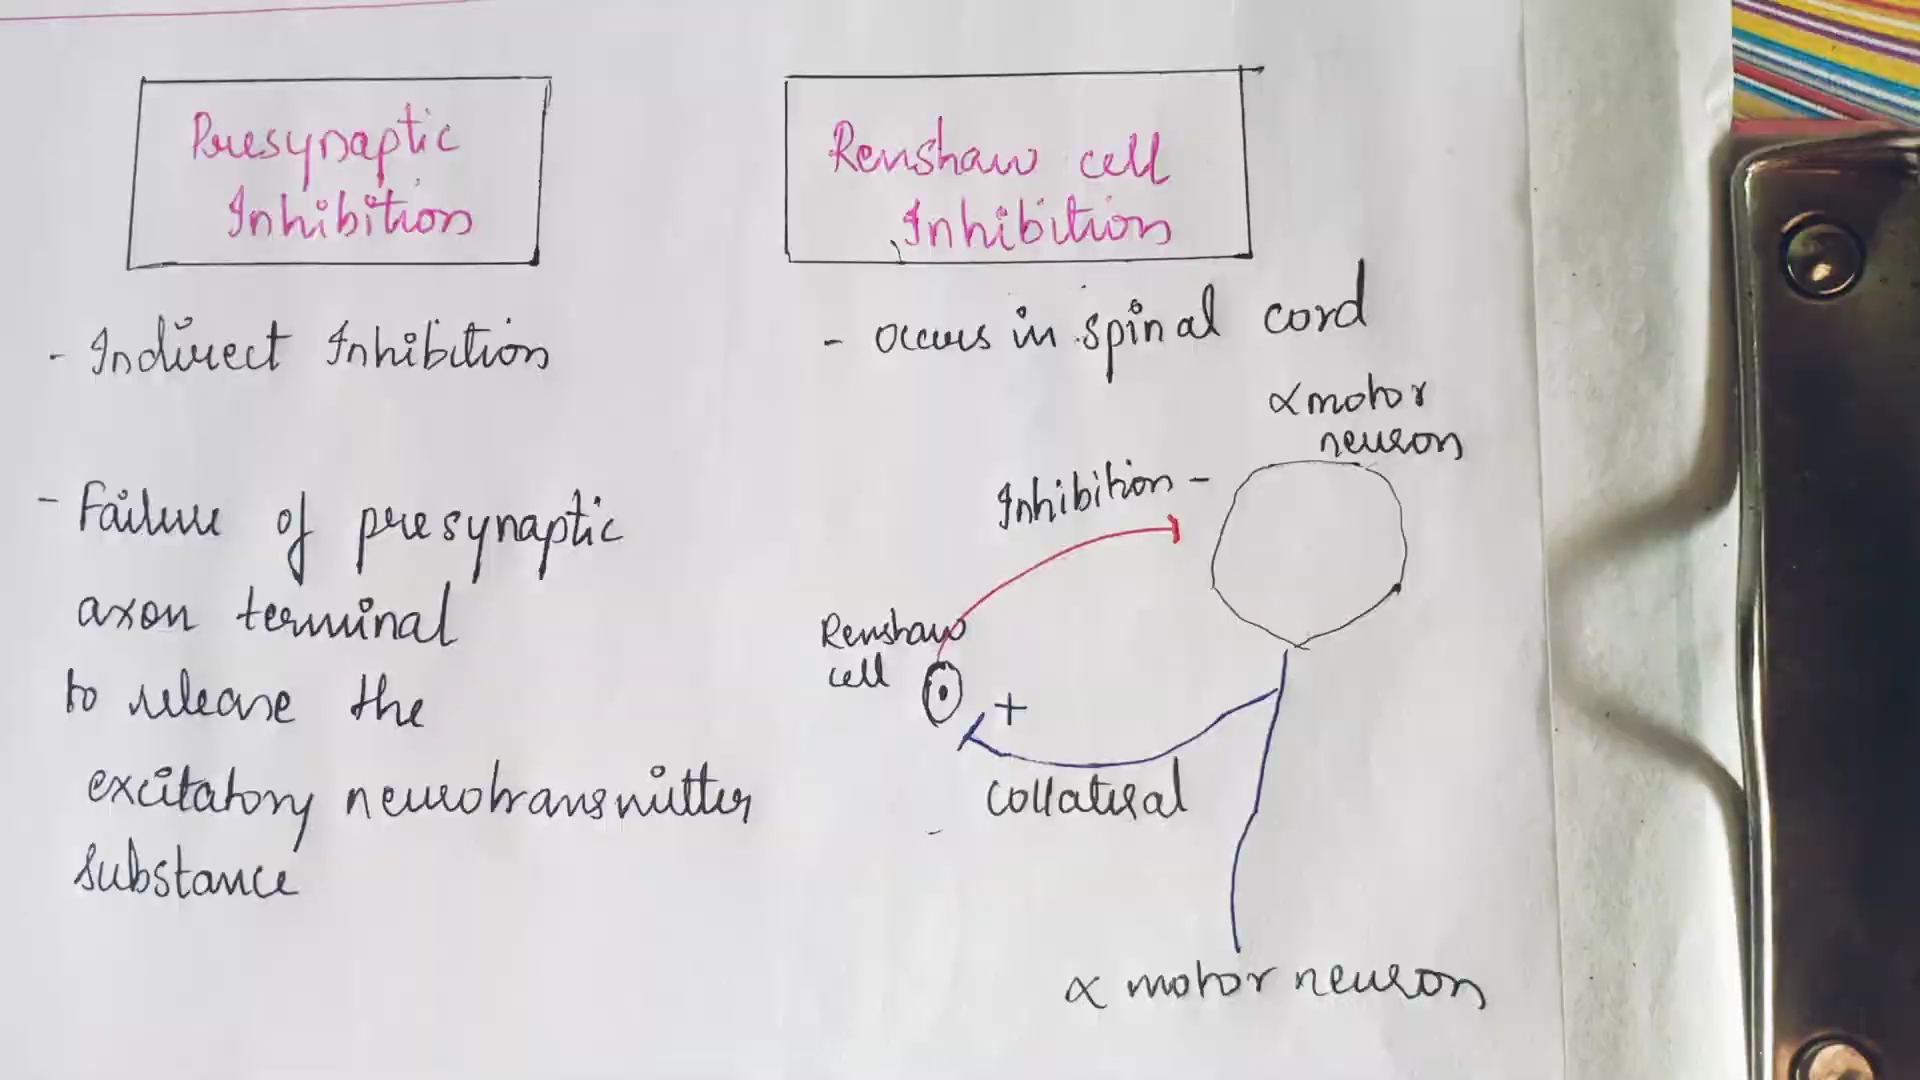 Presynaptic
Inhibition
- Indirect Inhibition
- Failure of presynaptic
axon terminal
to release the
excitatory neurotransmitter
substance
Renshaw cell
Inhibition
- occurs in spinal cord
α motor
neuron
Inhibition -
Renshaw
cell
+
collateral
α motor neuron